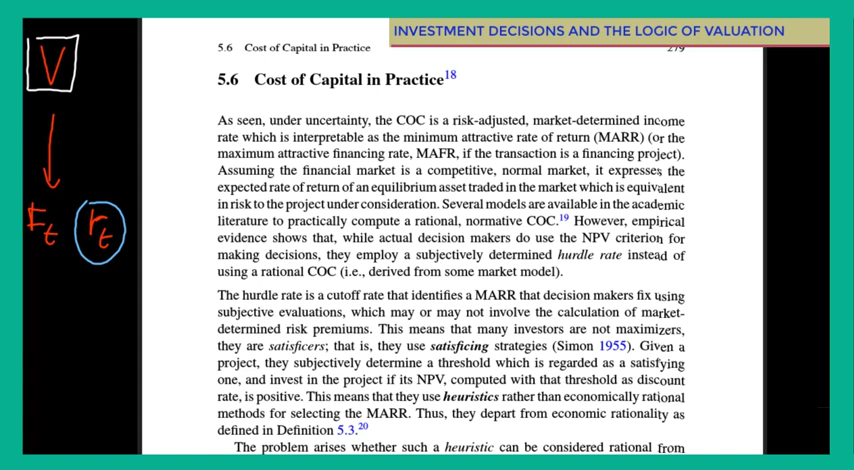 INVESTMENT DECISIONS AND THE LOGIC OF VALUATION
5.6 Cost of Capital in Practice 279
V
Ft rt
5.6 Cost of Capital in Practice18
As seen, under uncertainty, the COC is a risk-adjusted, market-determined income
rate which is interpretable as the minimum attractive rate of return (MARR) (or the
maximum attractive financing rate, MAFR, if the transaction is a financing project).
Assuming the financial market is a competitive, normal market, it expresses the
expected rate of return of an equilibrium asset traded in the market which is equivalent
in risk to the project under consideration. Several models are available in the academic
literature to practically compute a rational, normative COC.19 However, empirical
evidence shows that, while actual decision makers do use the NPV criterion for
making decisions, they employ a subjectively determined hurdle rate instead of
using a rational COC (i.e., derived from some market model).
The hurdle rate is a cutoff rate that identifies a MARR that decision makers fix using
subjective evaluations, which may or may not involve the calculation of market-
determined risk premiums. This means that many investors are not maximizers,
they are satisficers; that is, they use satisficing strategies (Simon 1955). Given a
project, they subjectively determine a threshold which is regarded as a satisfying
one, and invest in the project if its NPV, computed with that threshold as discount
rate, is positive. This means that they use heuristics rather than economically rational
methods for selecting the MARR. Thus, they depart from economic rationality as
defined in Definition 5.3.20
The problem arises whether such a heuristic can be considered rational from